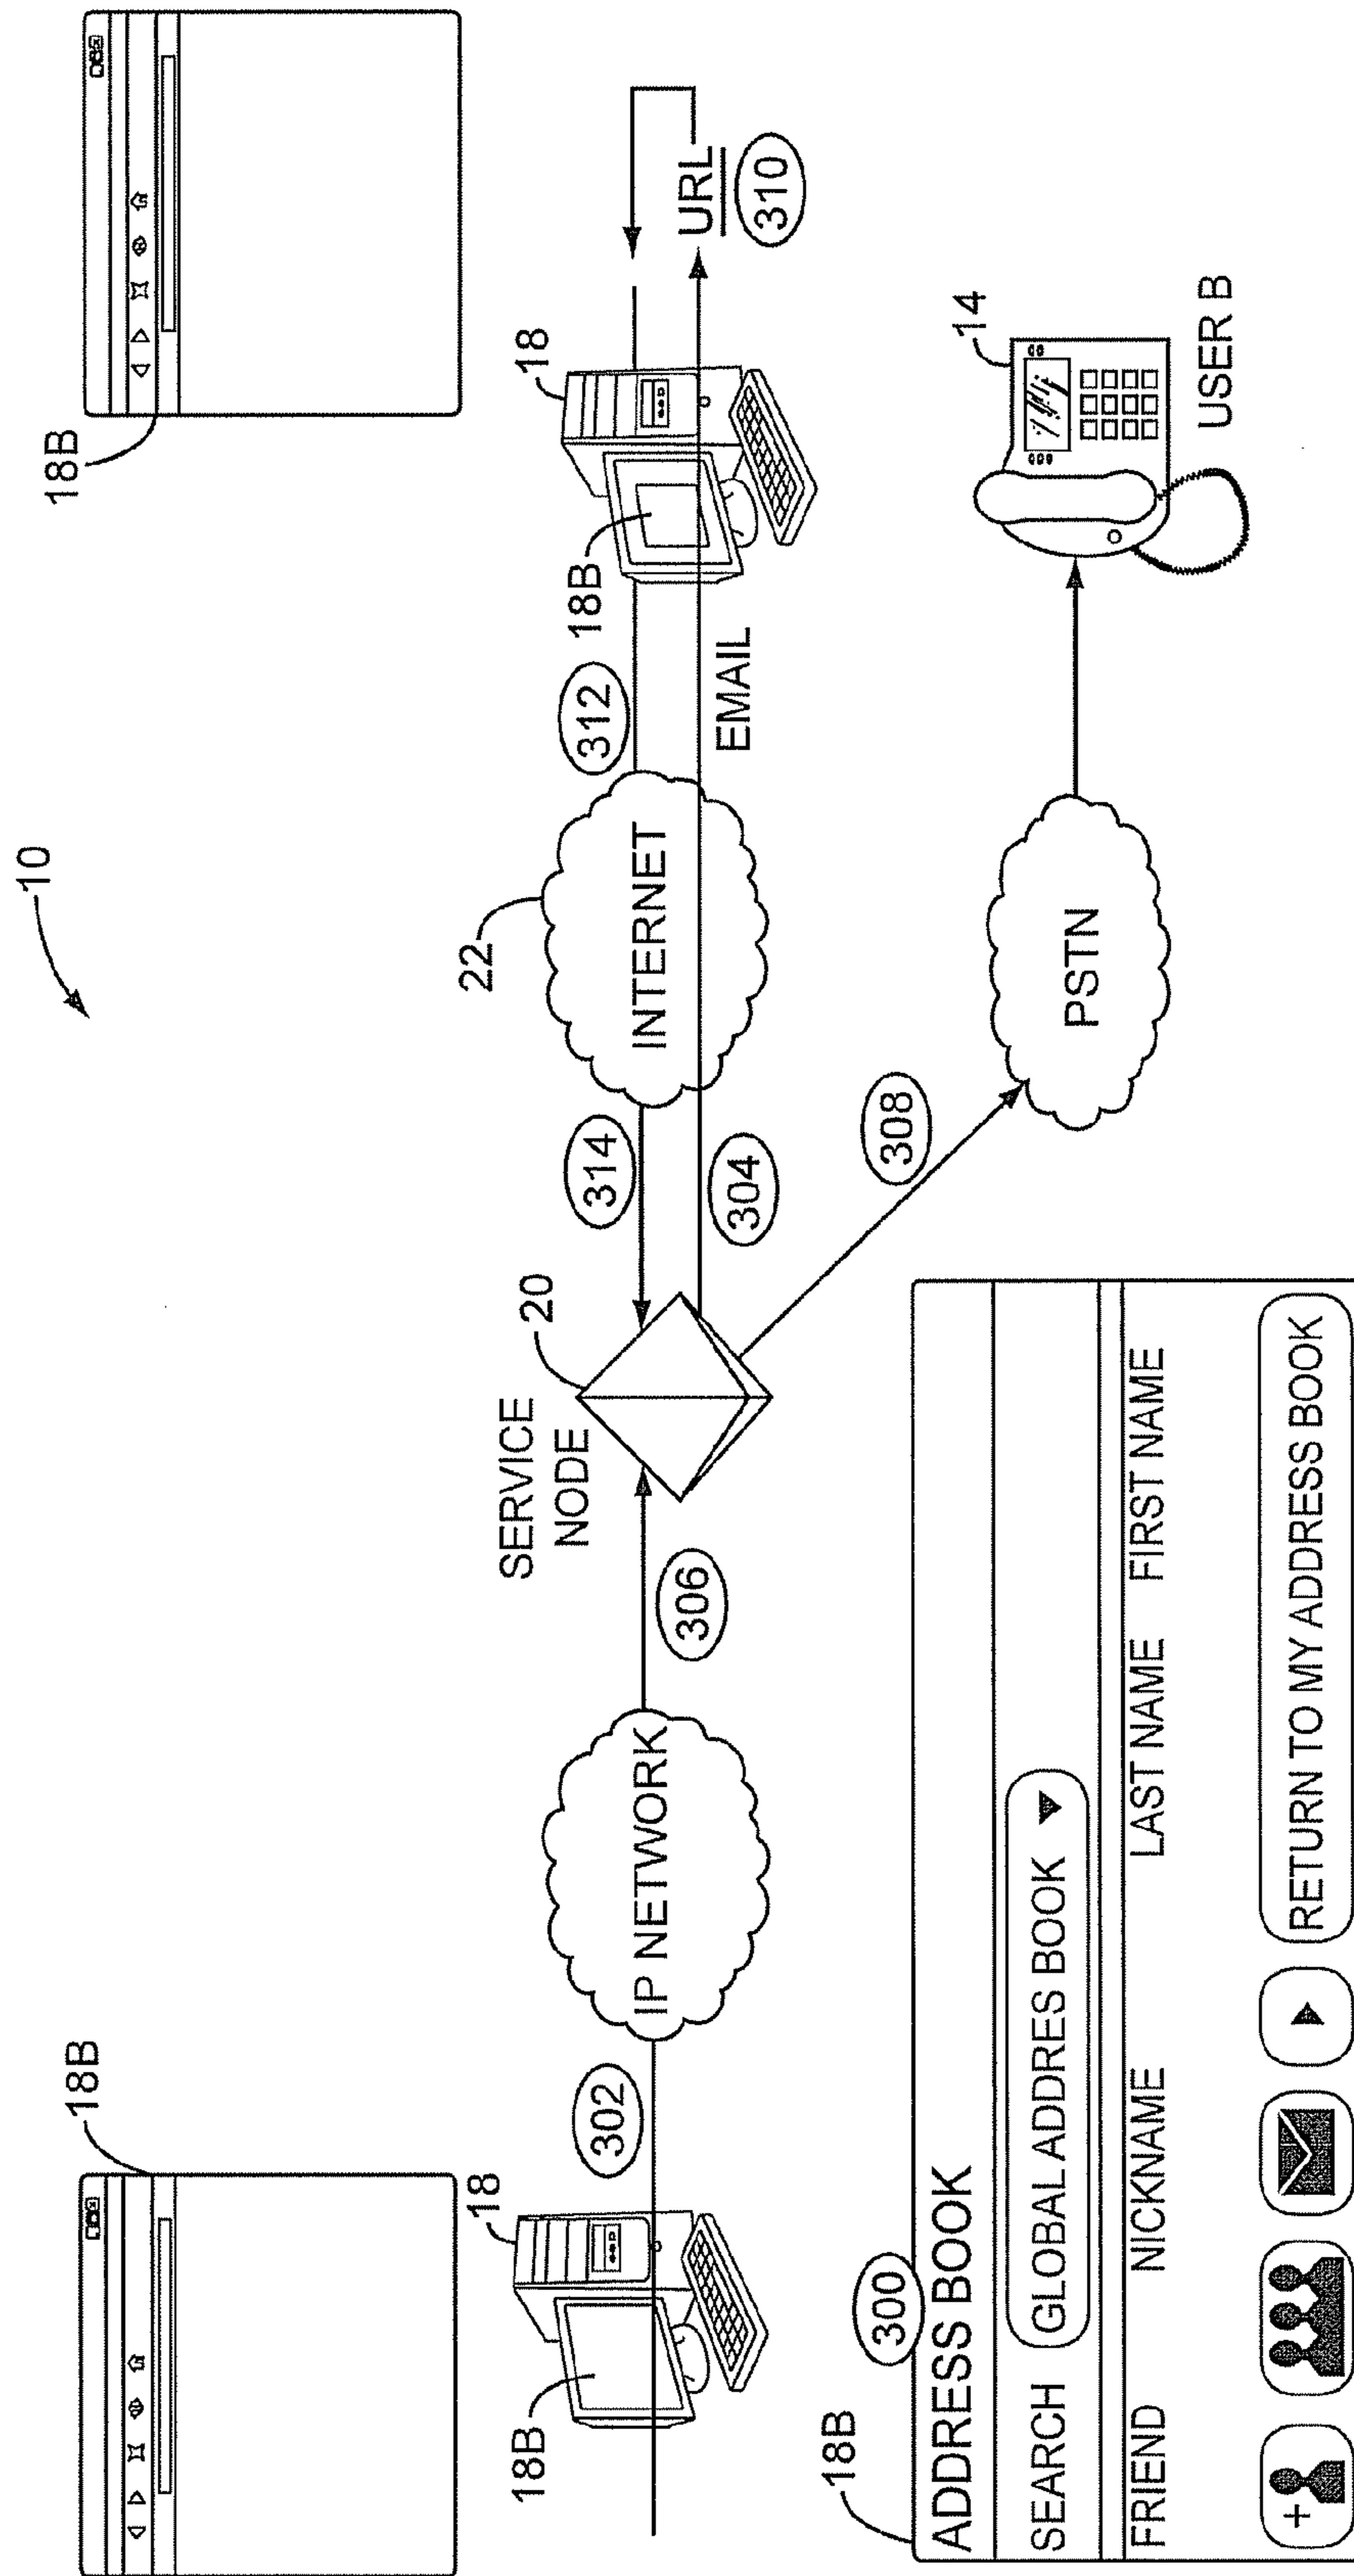 10
18B
18B
18
18B
302
IP NETWORK
306
SERVICE
NODE
20
314
304
22
INTERNET
312
EMAIL
18B
18
URL
310
308
PSTN
14
USER B
18B
300
ADDRESS BOOK
SEARCH GLOBAL ADDRES BOOK
FRIEND NICKNAME LAST NAME FIRST NAME
RETURN TO MY ADDRESS BOOK